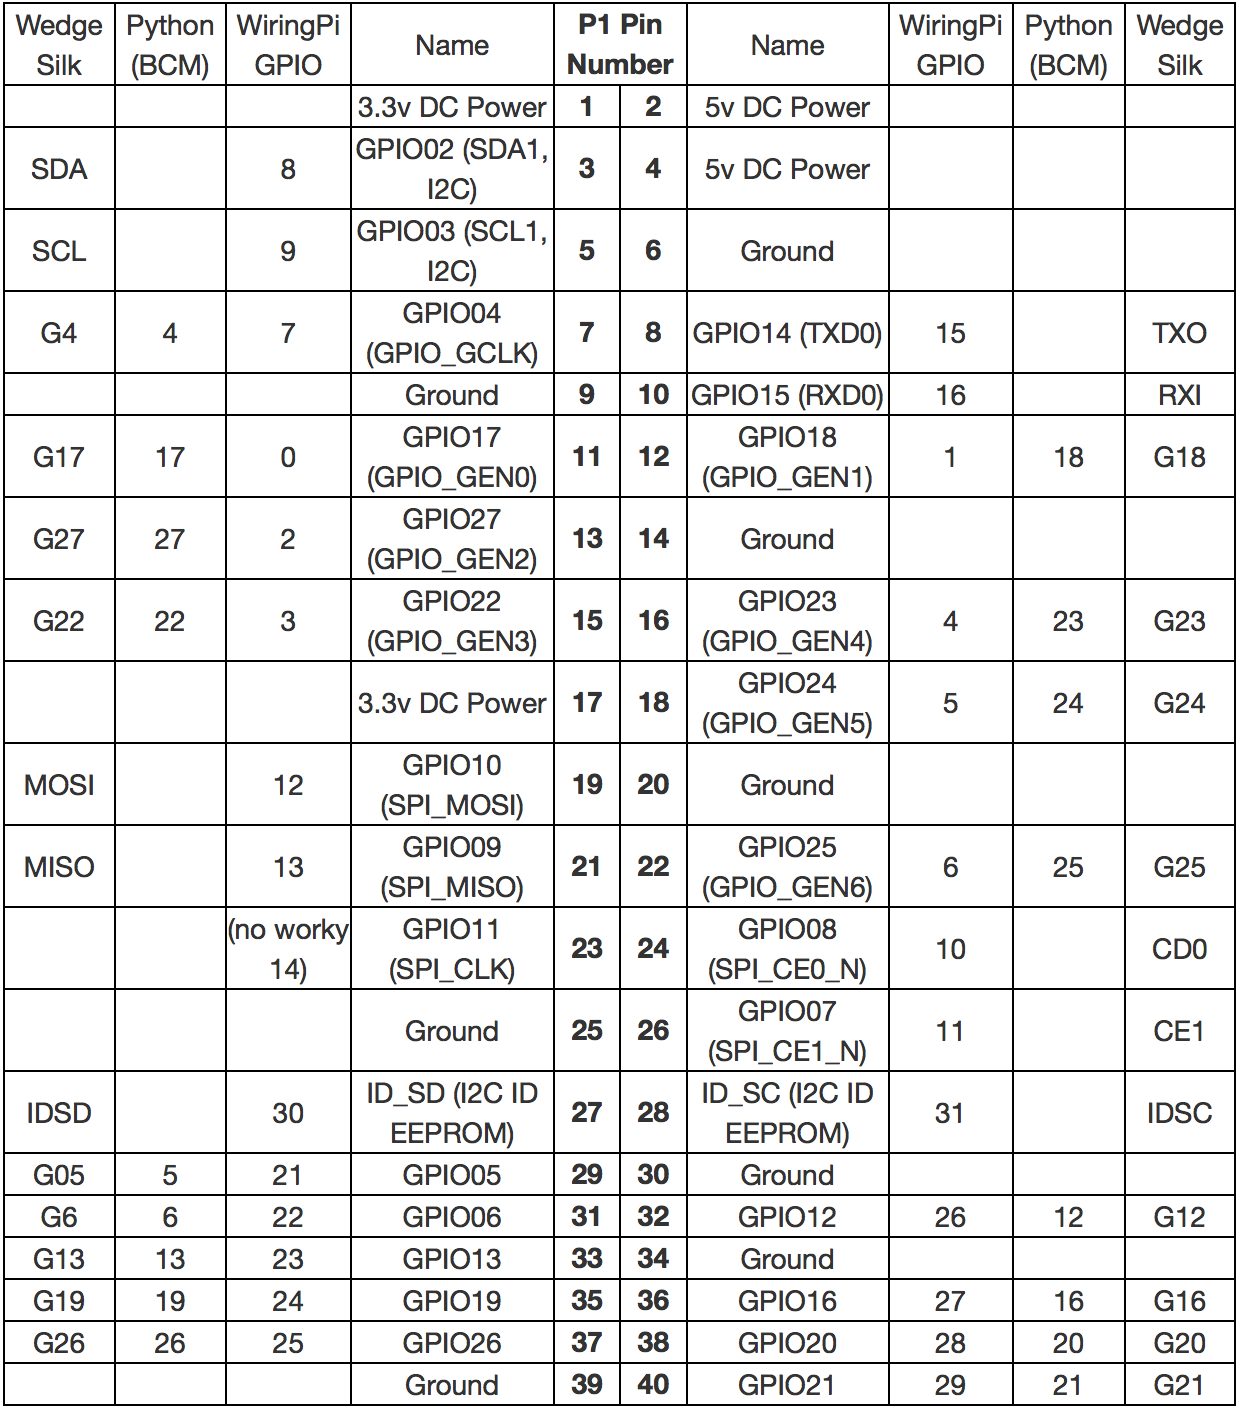 Wedge Silk Python (BCM) WiringPi GPIO Name P1 Pin Number Name WiringPi GPIO Python (BCM) Wedge Silk
3.3v DC Power 1 2 5v DC Power
SDA 8 GPIO02 (SDA1, I2C) 3 4 5v DC Power
SCL 9 GPIO03 (SCL1, I2C) 5 6 Ground
G4 4 7 GPIO04 (GPIO_GCLK) 7 8 GPIO14 (TXD0) 15 TXO
Ground 9 10 GPIO15 (RXD0) 16 RXI
G17 17 0 GPIO17 (GPIO_GEN0) 11 12 GPIO18 (GPIO_GEN1) 1 18 G18
G27 27 2 GPIO27 (GPIO_GEN2) 13 14 Ground
G22 22 3 GPIO22 (GPIO_GEN3) 15 16 GPIO23 (GPIO_GEN4) 4 23 G23
3.3v DC Power 17 18 GPIO24 (GPIO_GEN5) 5 24 G24
MOSI 12 GPIO10 (SPI_MOSI) 19 20 Ground
MISO 13 GPIO09 (SPI_MISO) 21 22 GPIO25 (GPIO_GEN6) 6 25 G25
(no worky 14) GPIO11 (SPI_CLK) 23 24 GPIO08 (SPI_CE0_N) 10 CD0
Ground 25 26 GPIO07 (SPI_CE1_N) 11 CE1
IDSD 30 ID_SD (I2C ID EEPROM) 27 28 ID_SC (I2C ID EEPROM) 31 IDSC
G05 5 21 GPIO05 29 30 Ground
G6 6 22 GPIO06 31 32 GPIO12 26 12 G12
G13 13 23 GPIO13 33 34 Ground
G19 19 24 GPIO19 35 36 GPIO16 27 16 G16
G26 26 25 GPIO26 37 38 GPIO20 28 20 G20
Ground 39 40 GPIO21 29 21 G21